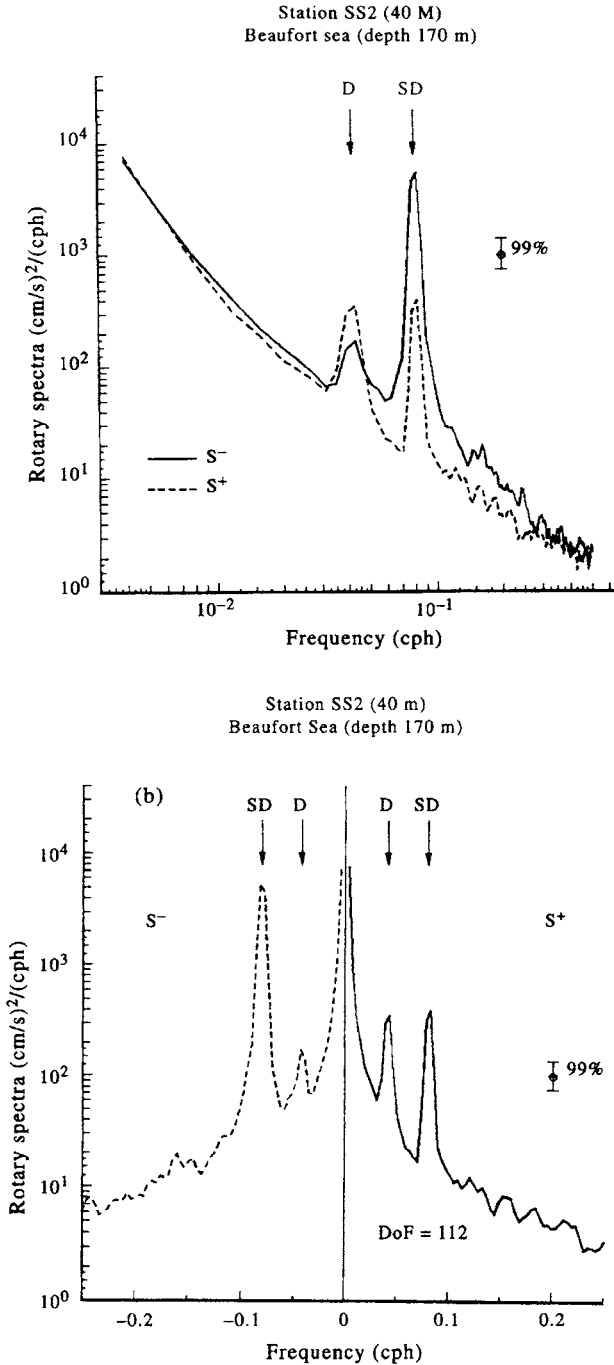 Station SS2 (40 M)
Beaufort sea (depth 170 m)
D SD
10⁴
10³
10²
10¹
10⁰
99%
S⁻
S⁺
10⁻² 10⁻¹
Rotary spectra (cm/s)²/(cph)
Frequency (cph)
Station SS2 (40 m)
Beaufort Sea (depth 170 m)
(b) SD D D SD
10⁴
10³
10²
10¹
10⁰
S⁻ S⁺
99%
DoF = 112
−0.2 −0.1 0 0.1 0.2
Rotary spectra (cm/s)²/(cph)
Frequency (cph)